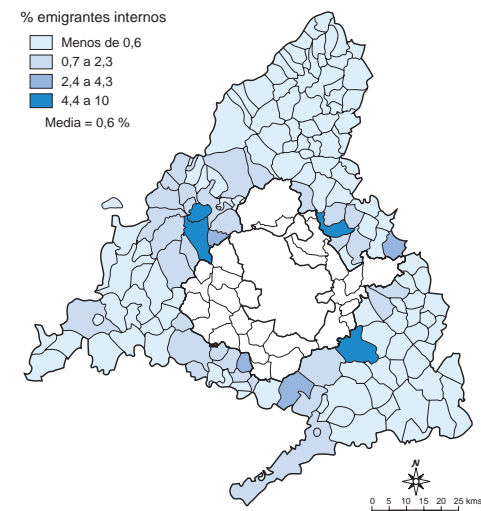 % emigrantes internos
Menos de 0,6
0,7 a 2,3
2,4 a 4,3
4,4 a 10
Media = 0,6 %
N
0 5 10 15 20 25 kms